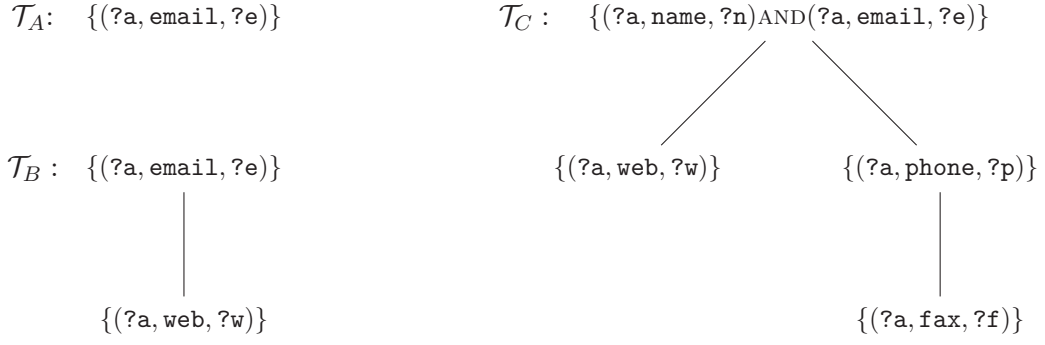 𝒯_A: {(?a, email, ?e)}
𝒯_C : {(?a, name, ?n)AND(?a, email, ?e)}
𝒯_B : {(?a, email, ?e)}
{(?a, web, ?w)}
{(?a, phone, ?p)}
{(?a, web, ?w)}
{(?a, fax, ?f)}